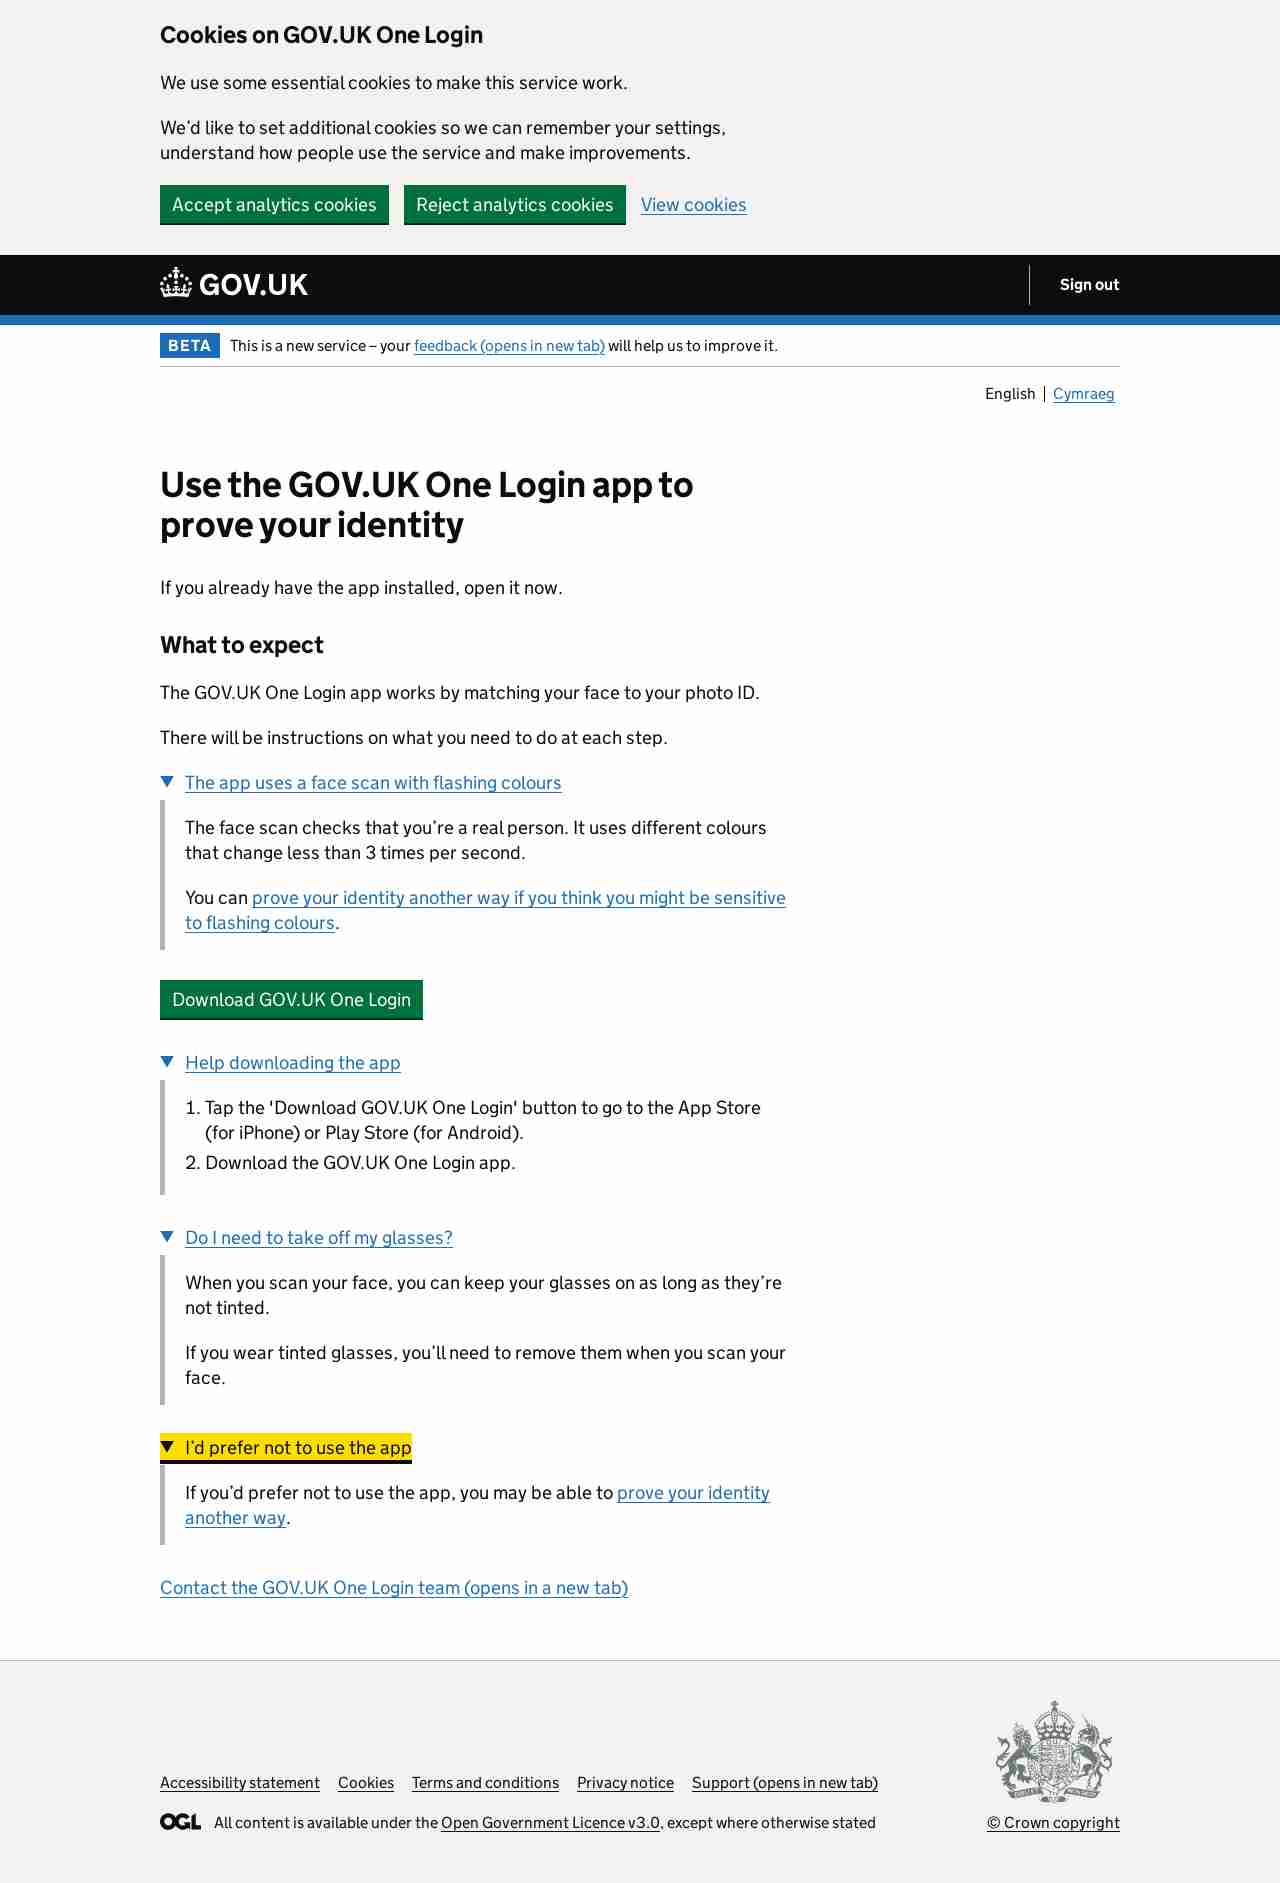 Cookies on GOV.UK One Login
We use some essential cookies to make this service work.
We’d like to set additional cookies so we can remember your settings,
understand how people use the service and make improvements.
Accept analytics cookies Reject analytics cookies View cookies
GOV.UK Sign out
BETA This is a new service – your feedback (opens in new tab) will help us to improve it.
English Cymraeg
Use the GOV.UK One Login app to
prove your identity
If you already have the app installed, open it now.
What to expect
The GOV.UK One Login app works by matching your face to your photo ID.
There will be instructions on what you need to do at each step.
The app uses a face scan with flashing colours
The face scan checks that you’re a real person. It uses different colours
that change less than 3 times per second.
You can prove your identity another way if you think you might be sensitive
to flashing colours.
Download GOV.UK One Login
Help downloading the app
1. Tap the 'Download GOV.UK One Login' button to go to the App Store
(for iPhone) or Play Store (for Android).
2. Download the GOV.UK One Login app.
Do I need to take off my glasses?
When you scan your face, you can keep your glasses on as long as they’re
not tinted.
If you wear tinted glasses, you’ll need to remove them when you scan your
face.
I’d prefer not to use the app
If you’d prefer not to use the app, you may be able to prove your identity
another way.
Contact the GOV.UK One Login team (opens in a new tab)
Accessibility statement Cookies Terms and conditions Privacy notice Support (opens in new tab)
OGL All content is available under the Open Government Licence v3.0, except where otherwise stated
© Crown copyright